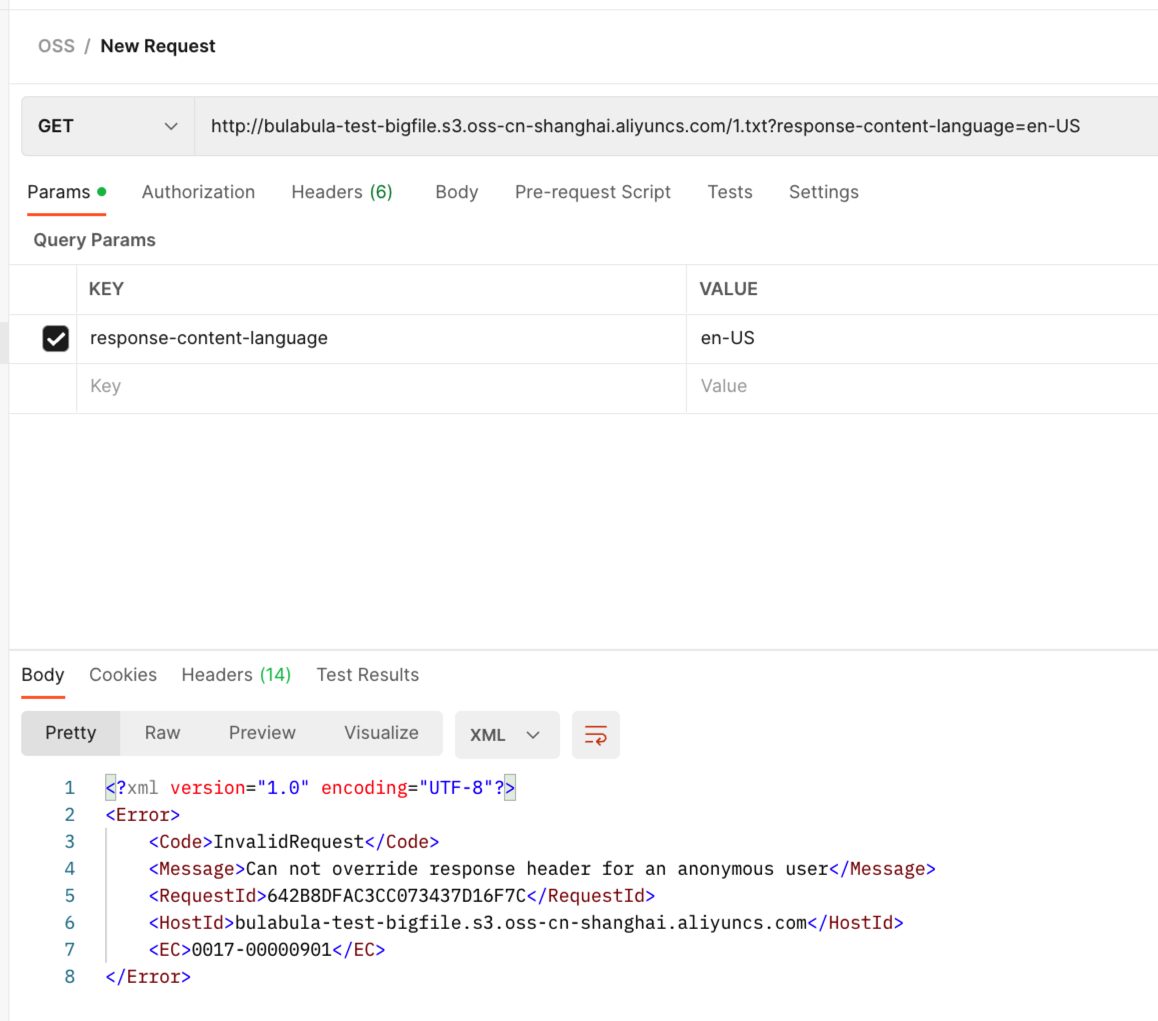 OSS / New Request
GET http://bulabula-test-bigfile.s3.oss-cn-shanghai.aliyuncs.com/1.txt?response-content-language=en-US
Params Authorization Headers (6) Body Pre-request Script Tests Settings
Query Params
KEY VALUE
response-content-language en-US
Key Value
Body Cookies Headers (14) Test Results
Pretty Raw Preview Visualize XML
1 <?xml version="1.0" encoding="UTF-8"?>
2 <Error>
3 <Code>InvalidRequest</Code>
4 <Message>Can not override response header for an anonymous user</Message>
5 <RequestId>642B8DFAC3CC073437D16F7C</RequestId>
6 <HostId>bulabula-test-bigfile.s3.oss-cn-shanghai.aliyuncs.com</HostId>
7 <EC>0017-00000901</EC>
8 </Error>